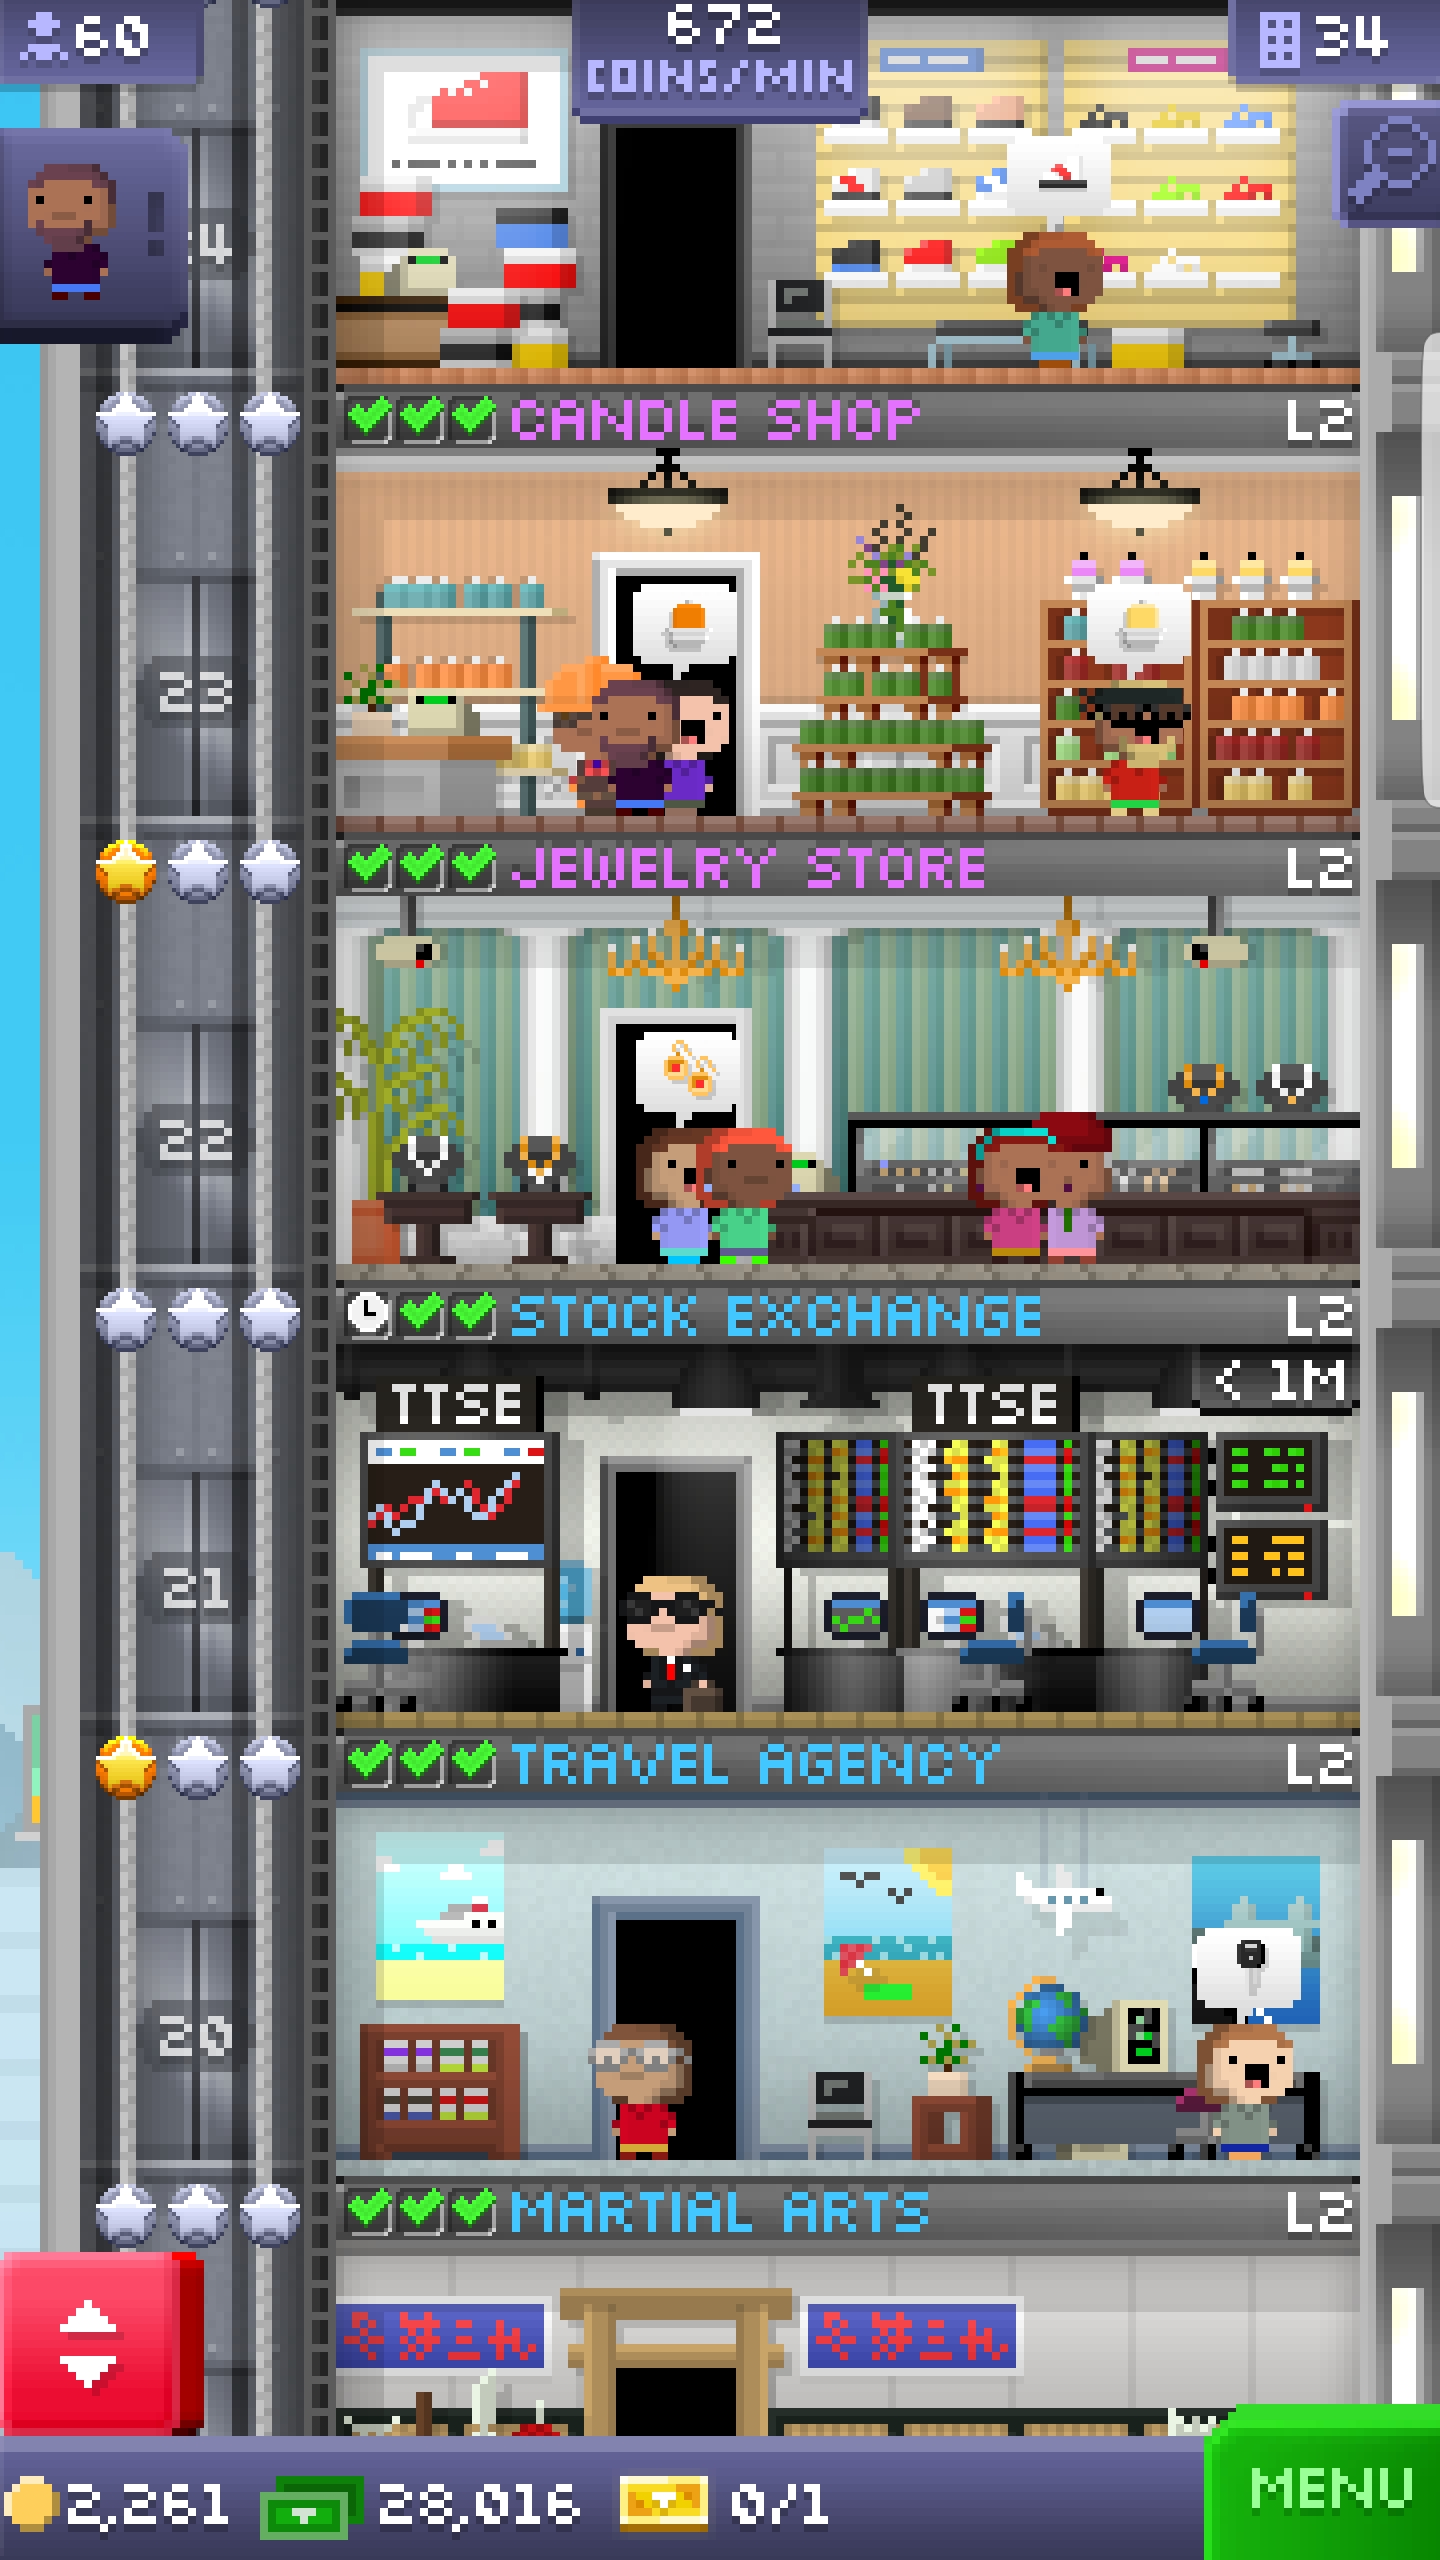 60
672
COINS/MIN
34
4
CANDLE SHOP L2
23
JEWELRY STORE L2
22
STOCK EXCHANGE L2
< 1M
TTSE TTSE
21
TRAVEL AGENCY L2
20
MARTIAL ARTS L2
2,261 28,016 0/1 MENU